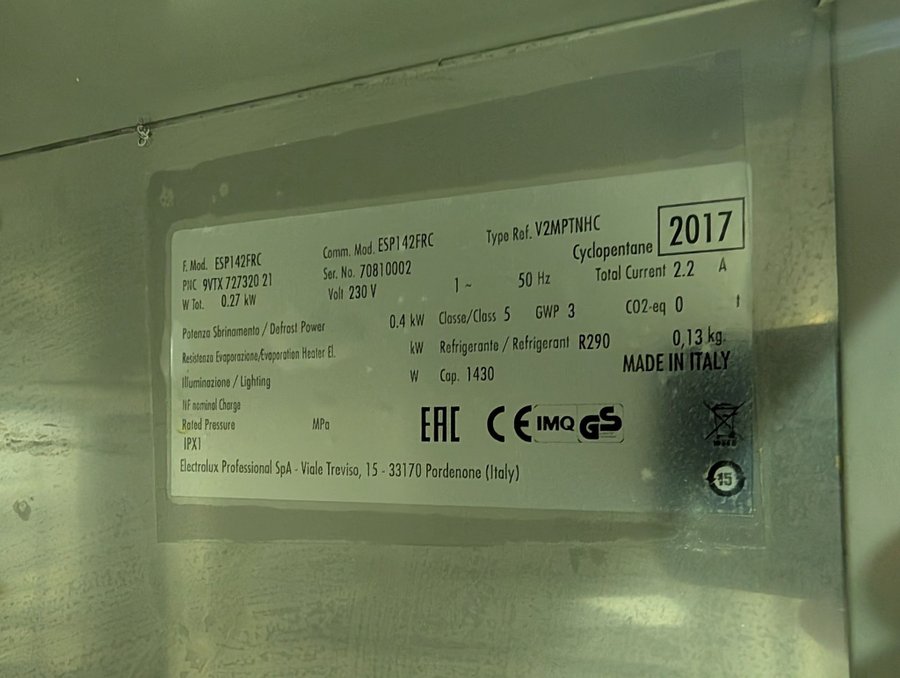 F. Mod. ESP142FRC Comm. Mod. ESP142FRC Type Ref. V2MPTNHC 2017
PNC 9VTX 727320 21 Ser. No. 70810002 Cyclopentane
W Tot. 0.27 kW Volt 230 V 1 ~ 50 Hz Total Current 2.2 A
Potenza Sbrinamento / Defrost Power 0.4 kW Classe/Class 5 GWP 3 CO2-eq 0 t
Resistenza Evaporazione/Evaporation Heater El. kW Refrigerante / Refrigerant R290 0,13 kg.
Illuminazione / Lighting W Cap. 1430 MADE IN ITALY
NF nominal Charge
Rated Pressure MPa EAC CE IMQ GS
IPX1
Electrolux Professional SpA - Viale Treviso, 15 - 33170 Pordenone (Italy)
15